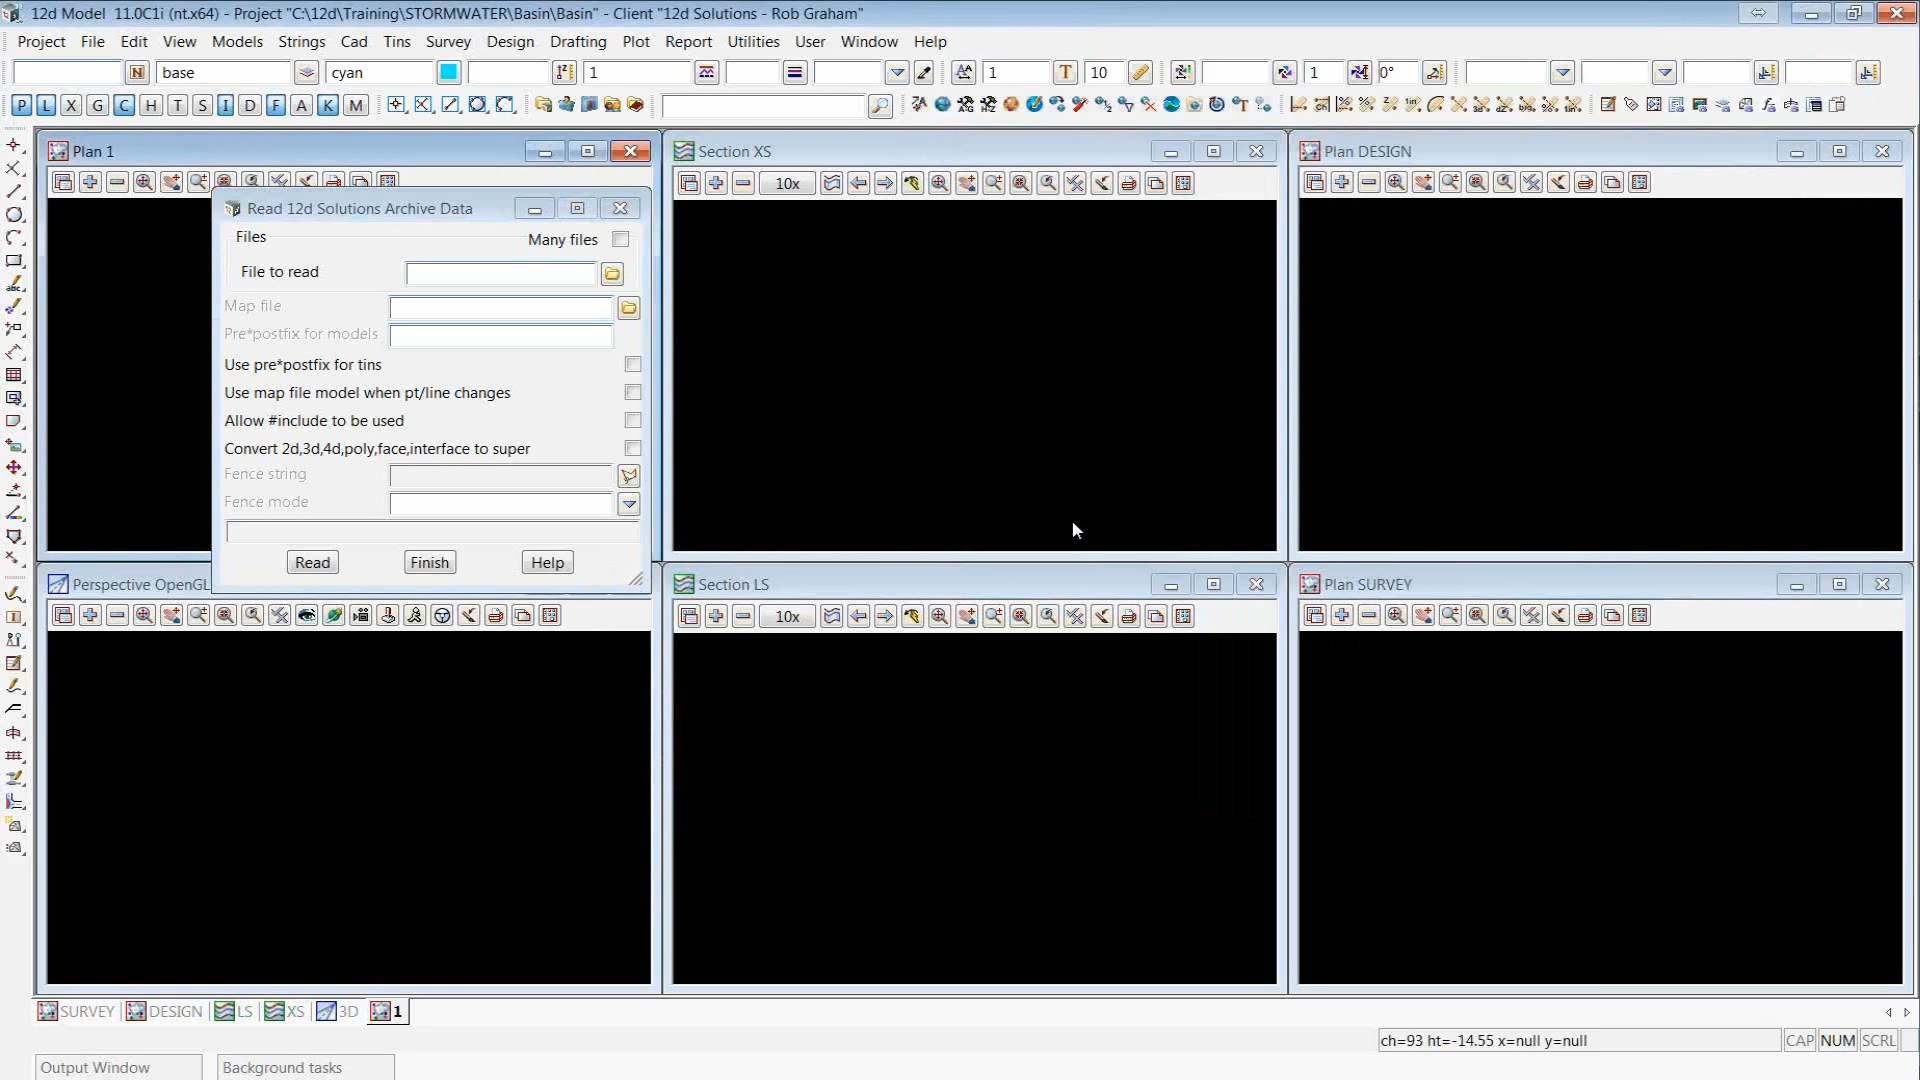 12d Model 11.0C1i (nt.x64) - Project "C:\12d\Training\STORMWATER\Basin\Basin" - Client "12d Solutions - Rob Graham"
Project File Edit View Models Strings Cad Tins Survey Design Drafting Plot Report Utilities User Window Help
N base cyan 1 1 T 10 1 0°
P L X G C H T S I D F A K M
Plan 1
Section XS
Plan DESIGN
10x
Read 12d Solutions Archive Data
Files
Many files
File to read
Map file
Pre*postfix for models
Use pre*postfix for tins
Use map file model when pt/line changes
Allow #include to be used
Convert 2d,3d,4d,poly,face,interface to super
Fence string
Fence mode
Read Finish Help
Perspective OpenGL
Section LS
Plan SURVEY
10x
SURVEY DESIGN LS XS 3D 1
ch=93 ht=-14.55 x=null y=null
CAP NUM SCRL
Output Window
Background tasks